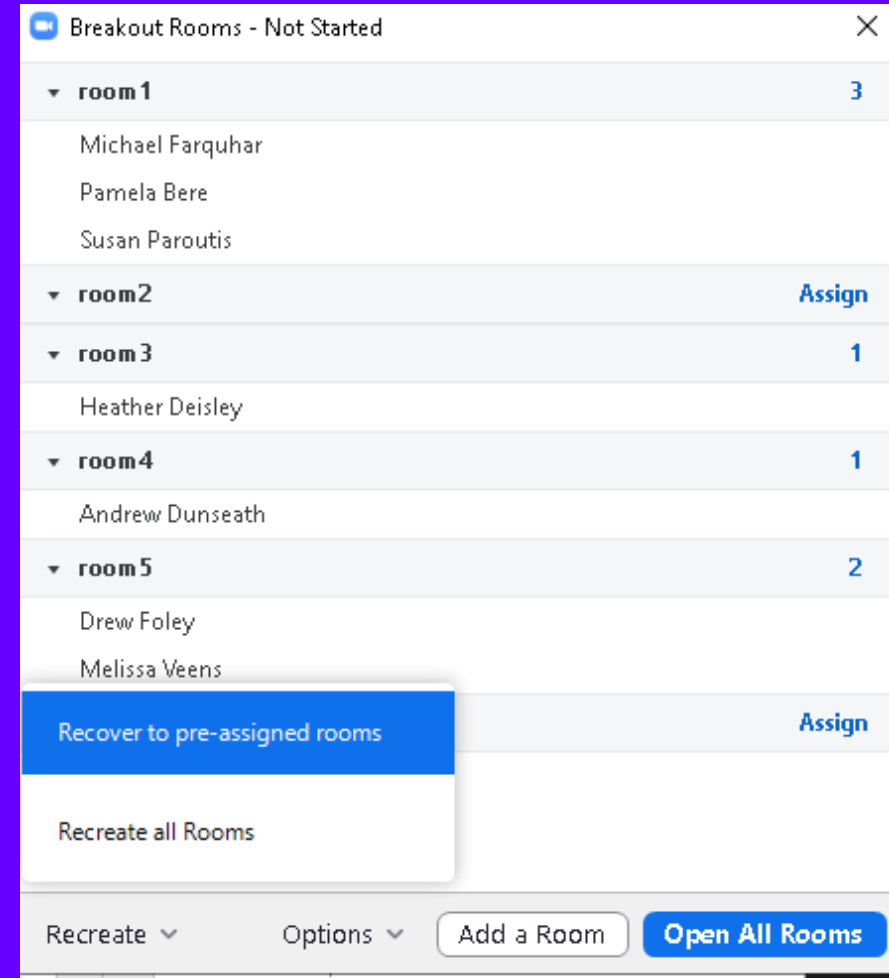 Breakout Rooms - Not Started
room1 3
Michael Farquhar
Pamela Bere
Susan Paroutis
room2 Assign
room3 1
Heather Deisley
room4 1
Andrew Dunseath
room5 2
Drew Foley
Melissa Veens
Recover to pre-assigned rooms Assign
Recreate all Rooms
Recreate Options Add a Room Open All Rooms